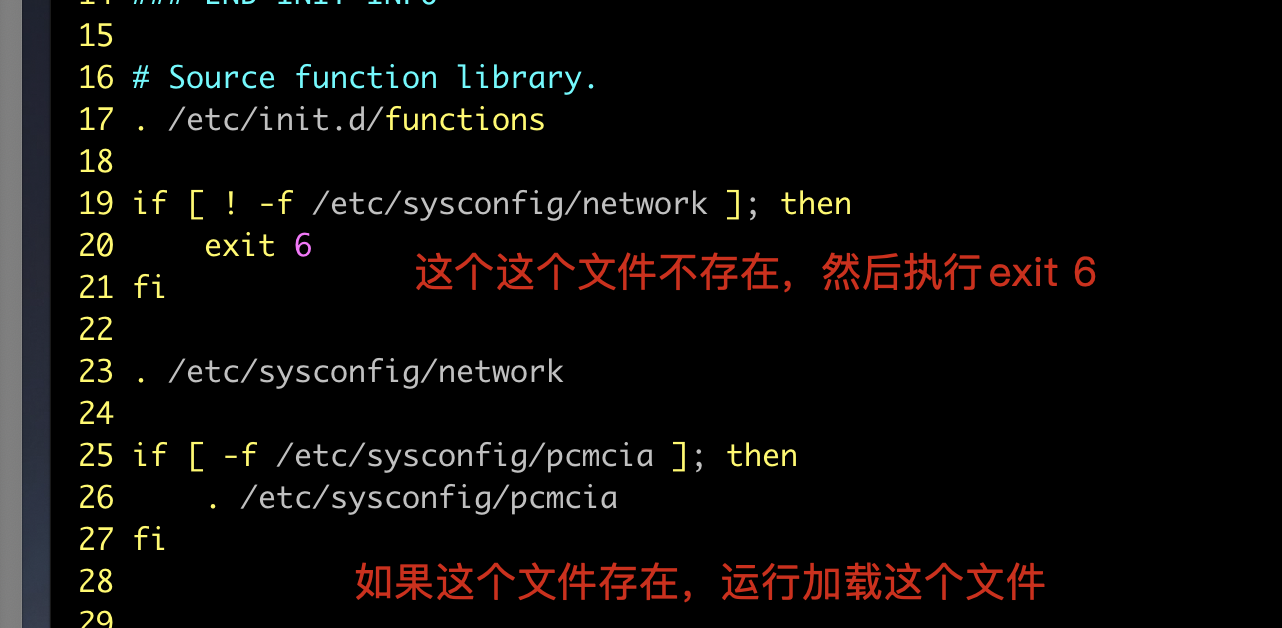 14 ### END INIT INFO
15
16 # Source function library.
17 . /etc/init.d/functions
18
19 if [ ! -f /etc/sysconfig/network ]; then
20     exit 6
这个这个文件不存在，然后执行exit 6
21 fi
22
23 . /etc/sysconfig/network
24
25 if [ -f /etc/sysconfig/pcmcia ]; then
26     . /etc/sysconfig/pcmcia
27 fi
28
如果这个文件存在，运行加载这个文件
29